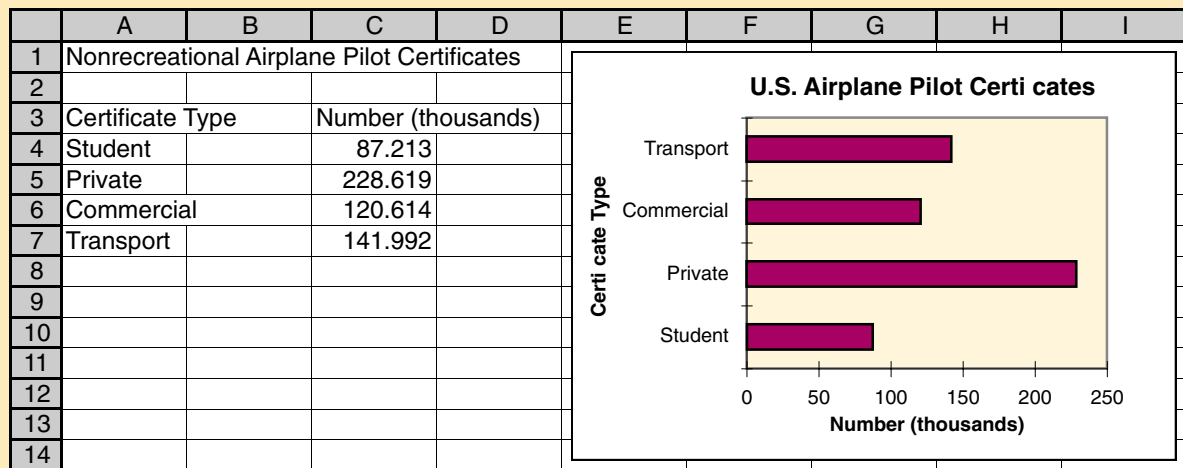 A B C D E F G H I
1 Nonrecreational Airplane Pilot Certificates
2
3 Certificate Type Number (thousands)
4 Student 87.213
5 Private 228.619
6 Commercial 120.614
7 Transport 141.992
8
9
10
11
12
13
14
U.S. Airplane Pilot Certi cates
Certi cate Type
Transport
Commercial
Private
Student
0 50 100 150 200 250
Number (thousands)